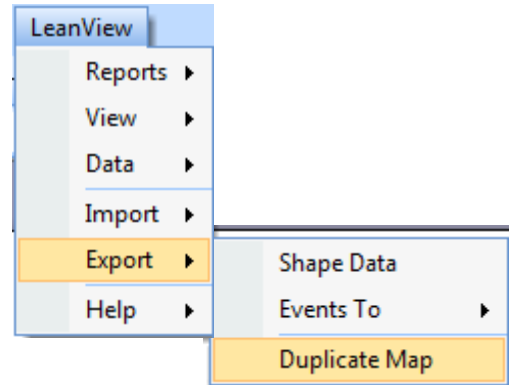 LeanView
Reports
View
Data
Import
Export
Shape Data
Help
Events To
Duplicate Map